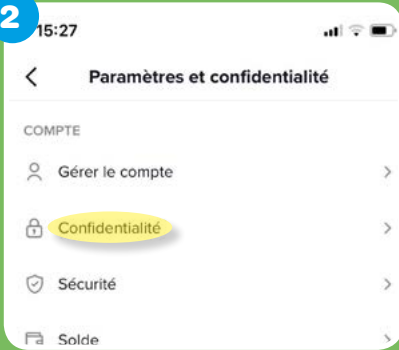 2
15:27
Paramètres et confidentialité
COMPTE
Gérer le compte
Confidentialité
Sécurité
Solde